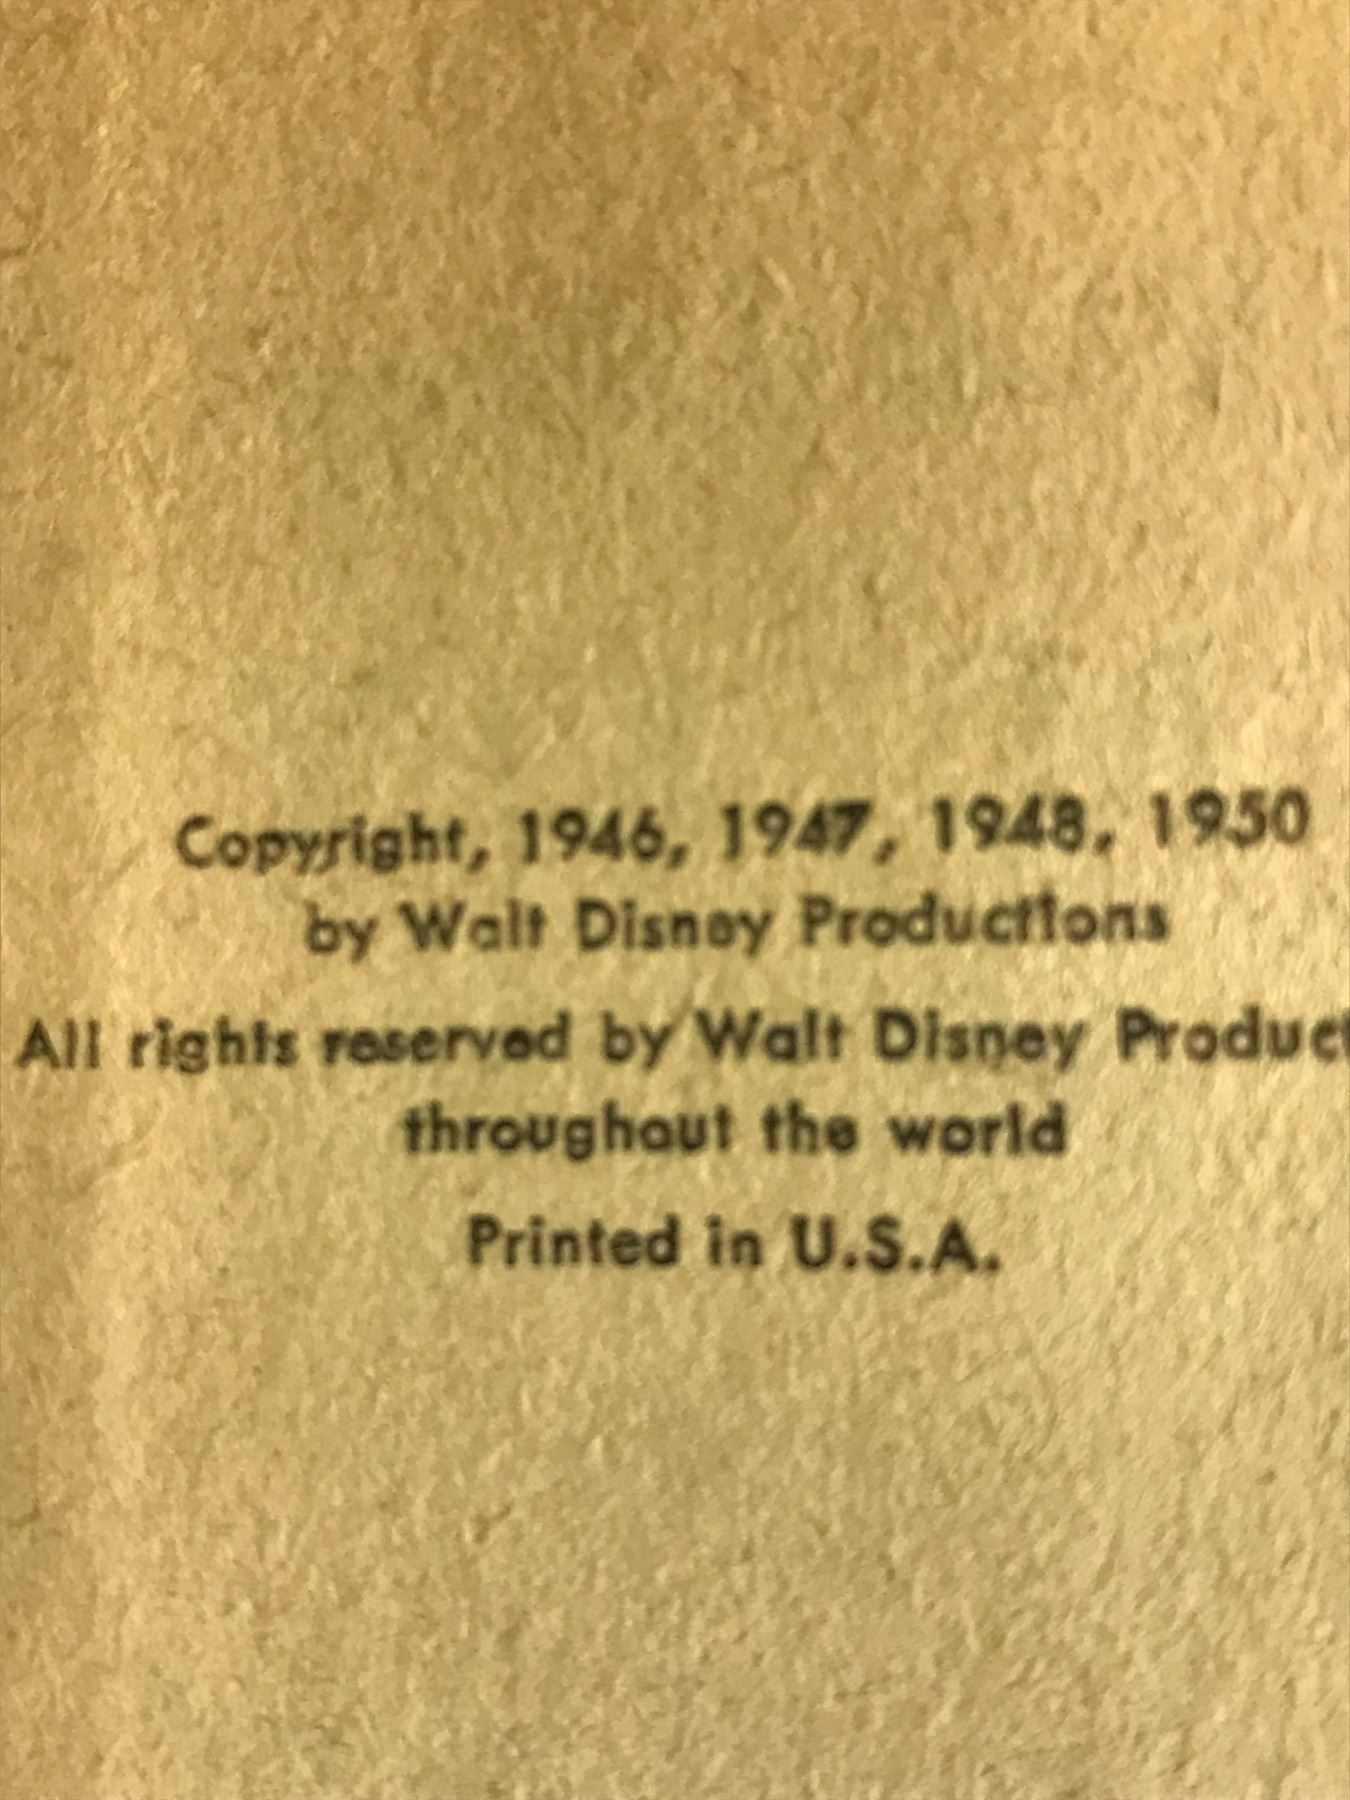 Copyright, 1946, 1947, 1948, 1950
by Walt Disney Productions
All rights reserved by Walt Disney Product
throughout the world
Printed in U.S.A.